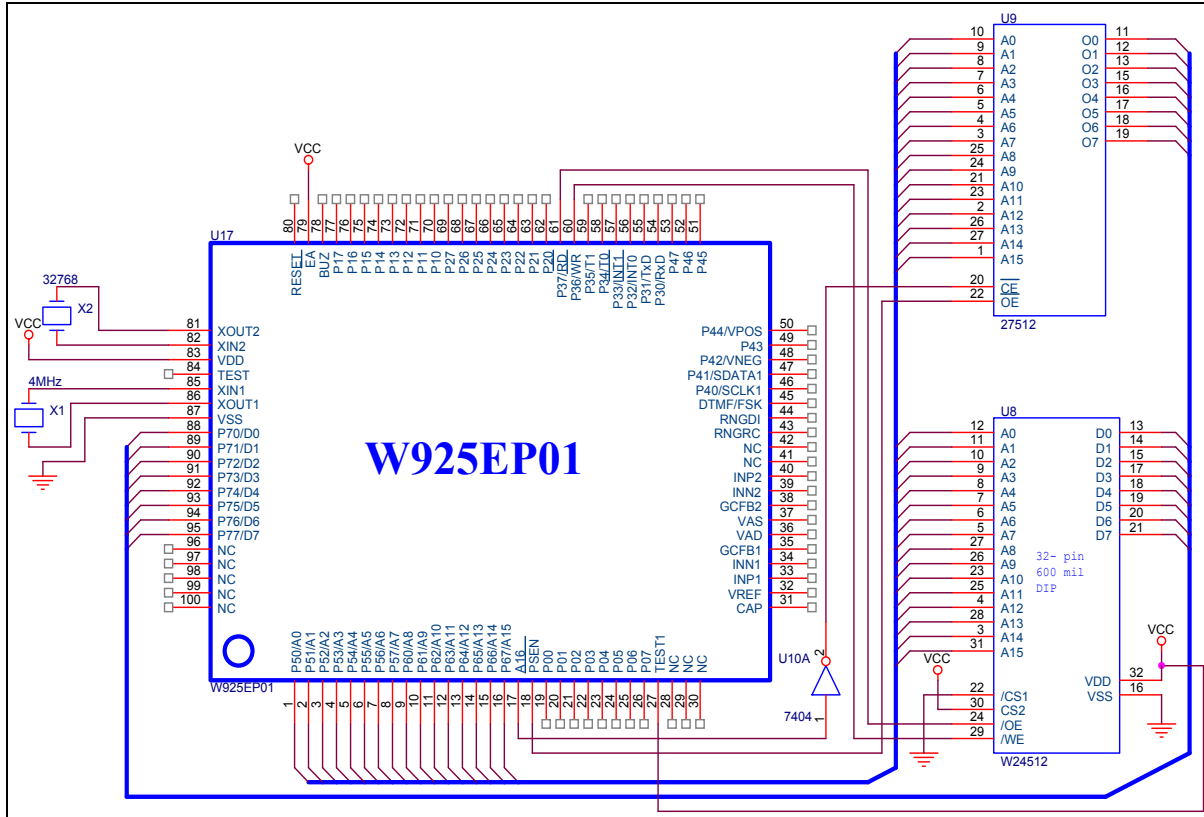 U9
10 A0 O0 11
9 A1 O1 12
8 A2 O2 13
7 A3 O3 15
6 A4 O4 16
5 A5 O5 17
4 A6 O6 18
3 A7 O7 19
25 A8
24 A9
21 A10
23 A11
2 A12
26 A13
27 A14
1 A15
20 CE
22 OE
27512
VCC
80 79 78 77 76 75 74 73 72 71 70 69 68 67 66 65 64 63 62 61 60 59 58 57 56 55 54 53 52 51
RESET EA BUZ P17 P16 P15 P14 P13 P12 P11 P10 P27 P26 P25 P24 P23 P22 P21 P20 P37/RD P36/WR P35/T1 P34/T0 P33/INT1 P32/INT0 P31/TxD P30/RxD P47 P46 P45
U17
32768
X2
VCC
4MHz
X1
81 XOUT2
82 XIN2
83 VDD
84 TEST
85 XIN1
86 XOUT1
87 VSS
88 P70/D0
89 P71/D1
90 P72/D2
91 P73/D3
92 P74/D4
93 P75/D5
94 P76/D6
95 P77/D7
96 NC
97 NC
98 NC
99 NC
100 NC
W925EP01
P44/VPOS 50
P43 49
P42/VNEG 48
P41/SDATA1 47
P40/SCLK1 46
DTMF/FSK 45
RNGDI 44
RNGRC 43
NC 42
NC 41
INP2 40
INN2 39
GCFB2 38
VAS 37
VAD 36
GCFB1 35
INN1 34
INP1 33
VREF 32
CAP 31
P50/A0 P51/A1 P52/A2 P53/A3 P54/A4 P55/A5 P56/A6 P57/A7 P60/A8 P61/A9 P62/A10 P63/A11 P64/A12 P65/A13 P66/A14 P67/A15 A16 PSEN P00 P01 P02 P03 P04 P05 P06 P07 TEST1 NC NC NC
W925EP01
1 2 3 4 5 6 7 8 9 10 11 12 13 14 15 16 17 18 19 20 21 22 23 24 25 26 27 28 29 30
U10A
2
7404
1
U8
12 A0 D0 13
11 A1 D1 14
10 A2 D2 15
9 A3 D3 17
8 A4 D4 18
7 A5 D5 19
6 A6 D6 20
5 A7 D7 21
27 A8
26 A9
23 A10
25 A11
4 A12
28 A13
3 A14
31 A15
32- pin
600 mil
DIP
VCC
VCC
VDD 32
VSS 16
22 /CS1
30 CS2
24 /OE
29 /WE
W24512